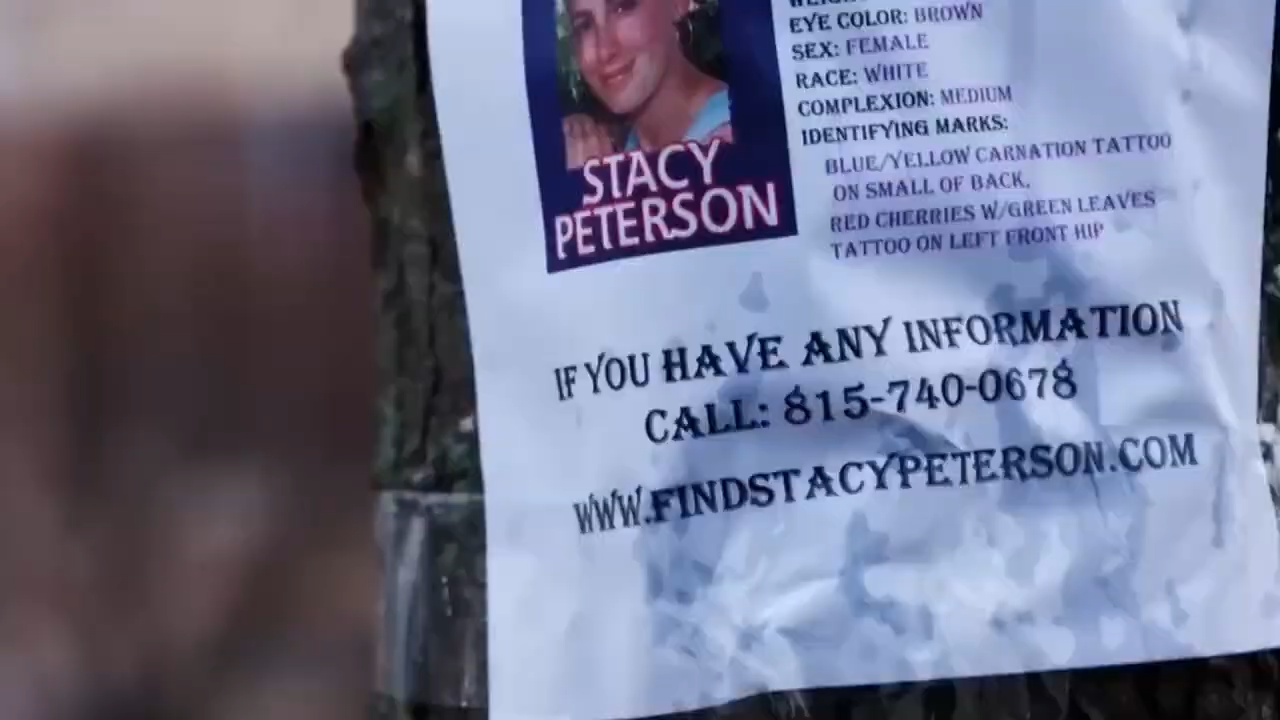 STACY
PETERSON
EYE COLOR: BROWN
SEX: FEMALE
RACE: WHITE
COMPLEXION: MEDIUM
IDENTIFYING MARKS:
BLUE/YELLOW CARNATION TATTOO
ON SMALL OF BACK.
RED CHERRIES W/GREEN LEAVES
TATTOO ON LEFT FRONT HIP
IF YOU HAVE ANY INFORMATION
CALL: 815-740-0678
WWW.FINDSTACYPETERSON.COM